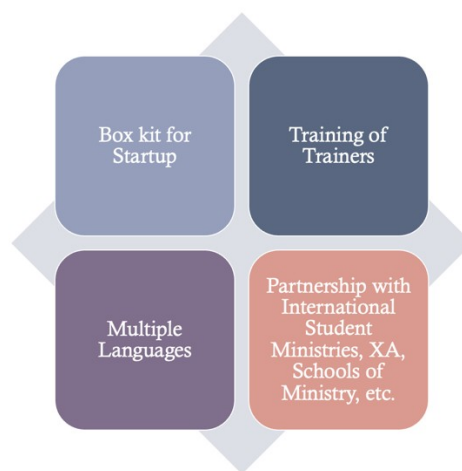 Box kit for
Startup
Training of
Trainers
Multiple
Languages
Partnership with
International
Student
Ministries, XA,
Schools of
Ministry, etc.